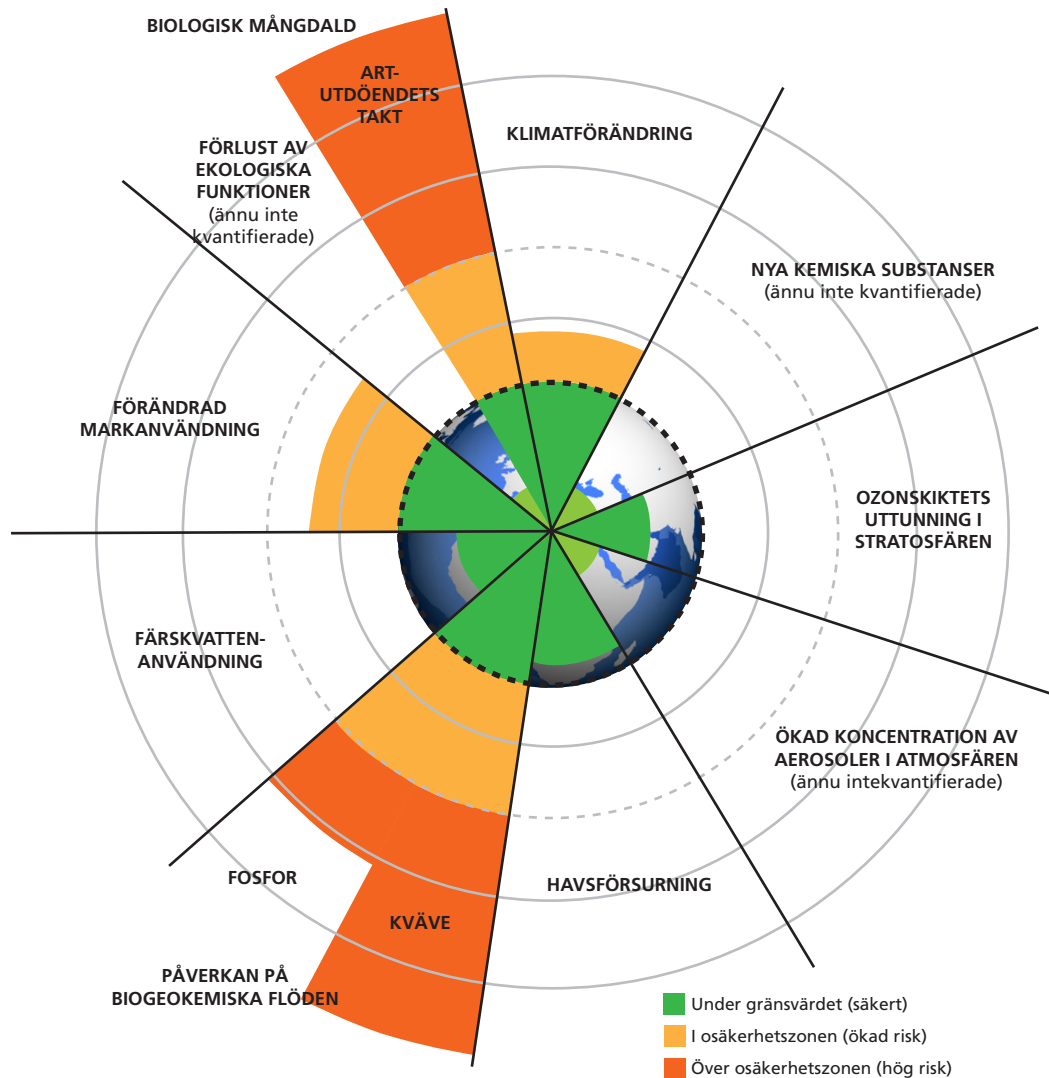 BIOLOGISK MÅNGDALD
ART-
UTDÖENDETS
TAKT
KLIMATFÖRÄNDRING
FÖRLUST AV
EKOLOGISKA
FUNKTIONER
(ännu inte
kvantifierade)
NYA KEMISKA SUBSTANSER
(ännu inte kvantifierade)
FÖRÄNDRAD
MARKANVÄNDNING
OZONSKIKTETS
UTTUNNING I
STRATOSFÄREN
FÄRSKVATTEN-
ANVÄNDNING
ÖKAD KONCENTRATION AV
AEROSOLER I ATMOSFÄREN
(ännu intekvantifierade)
FOSFOR
HAVSFÖRSURNING
KVÄVE
PÅVERKAN PÅ
BIOGEOKEMISKA FLÖDEN
Under gränsvärdet (säkert)
I osäkerhetszonen (ökad risk)
Över osäkerhetszonen (hög risk)